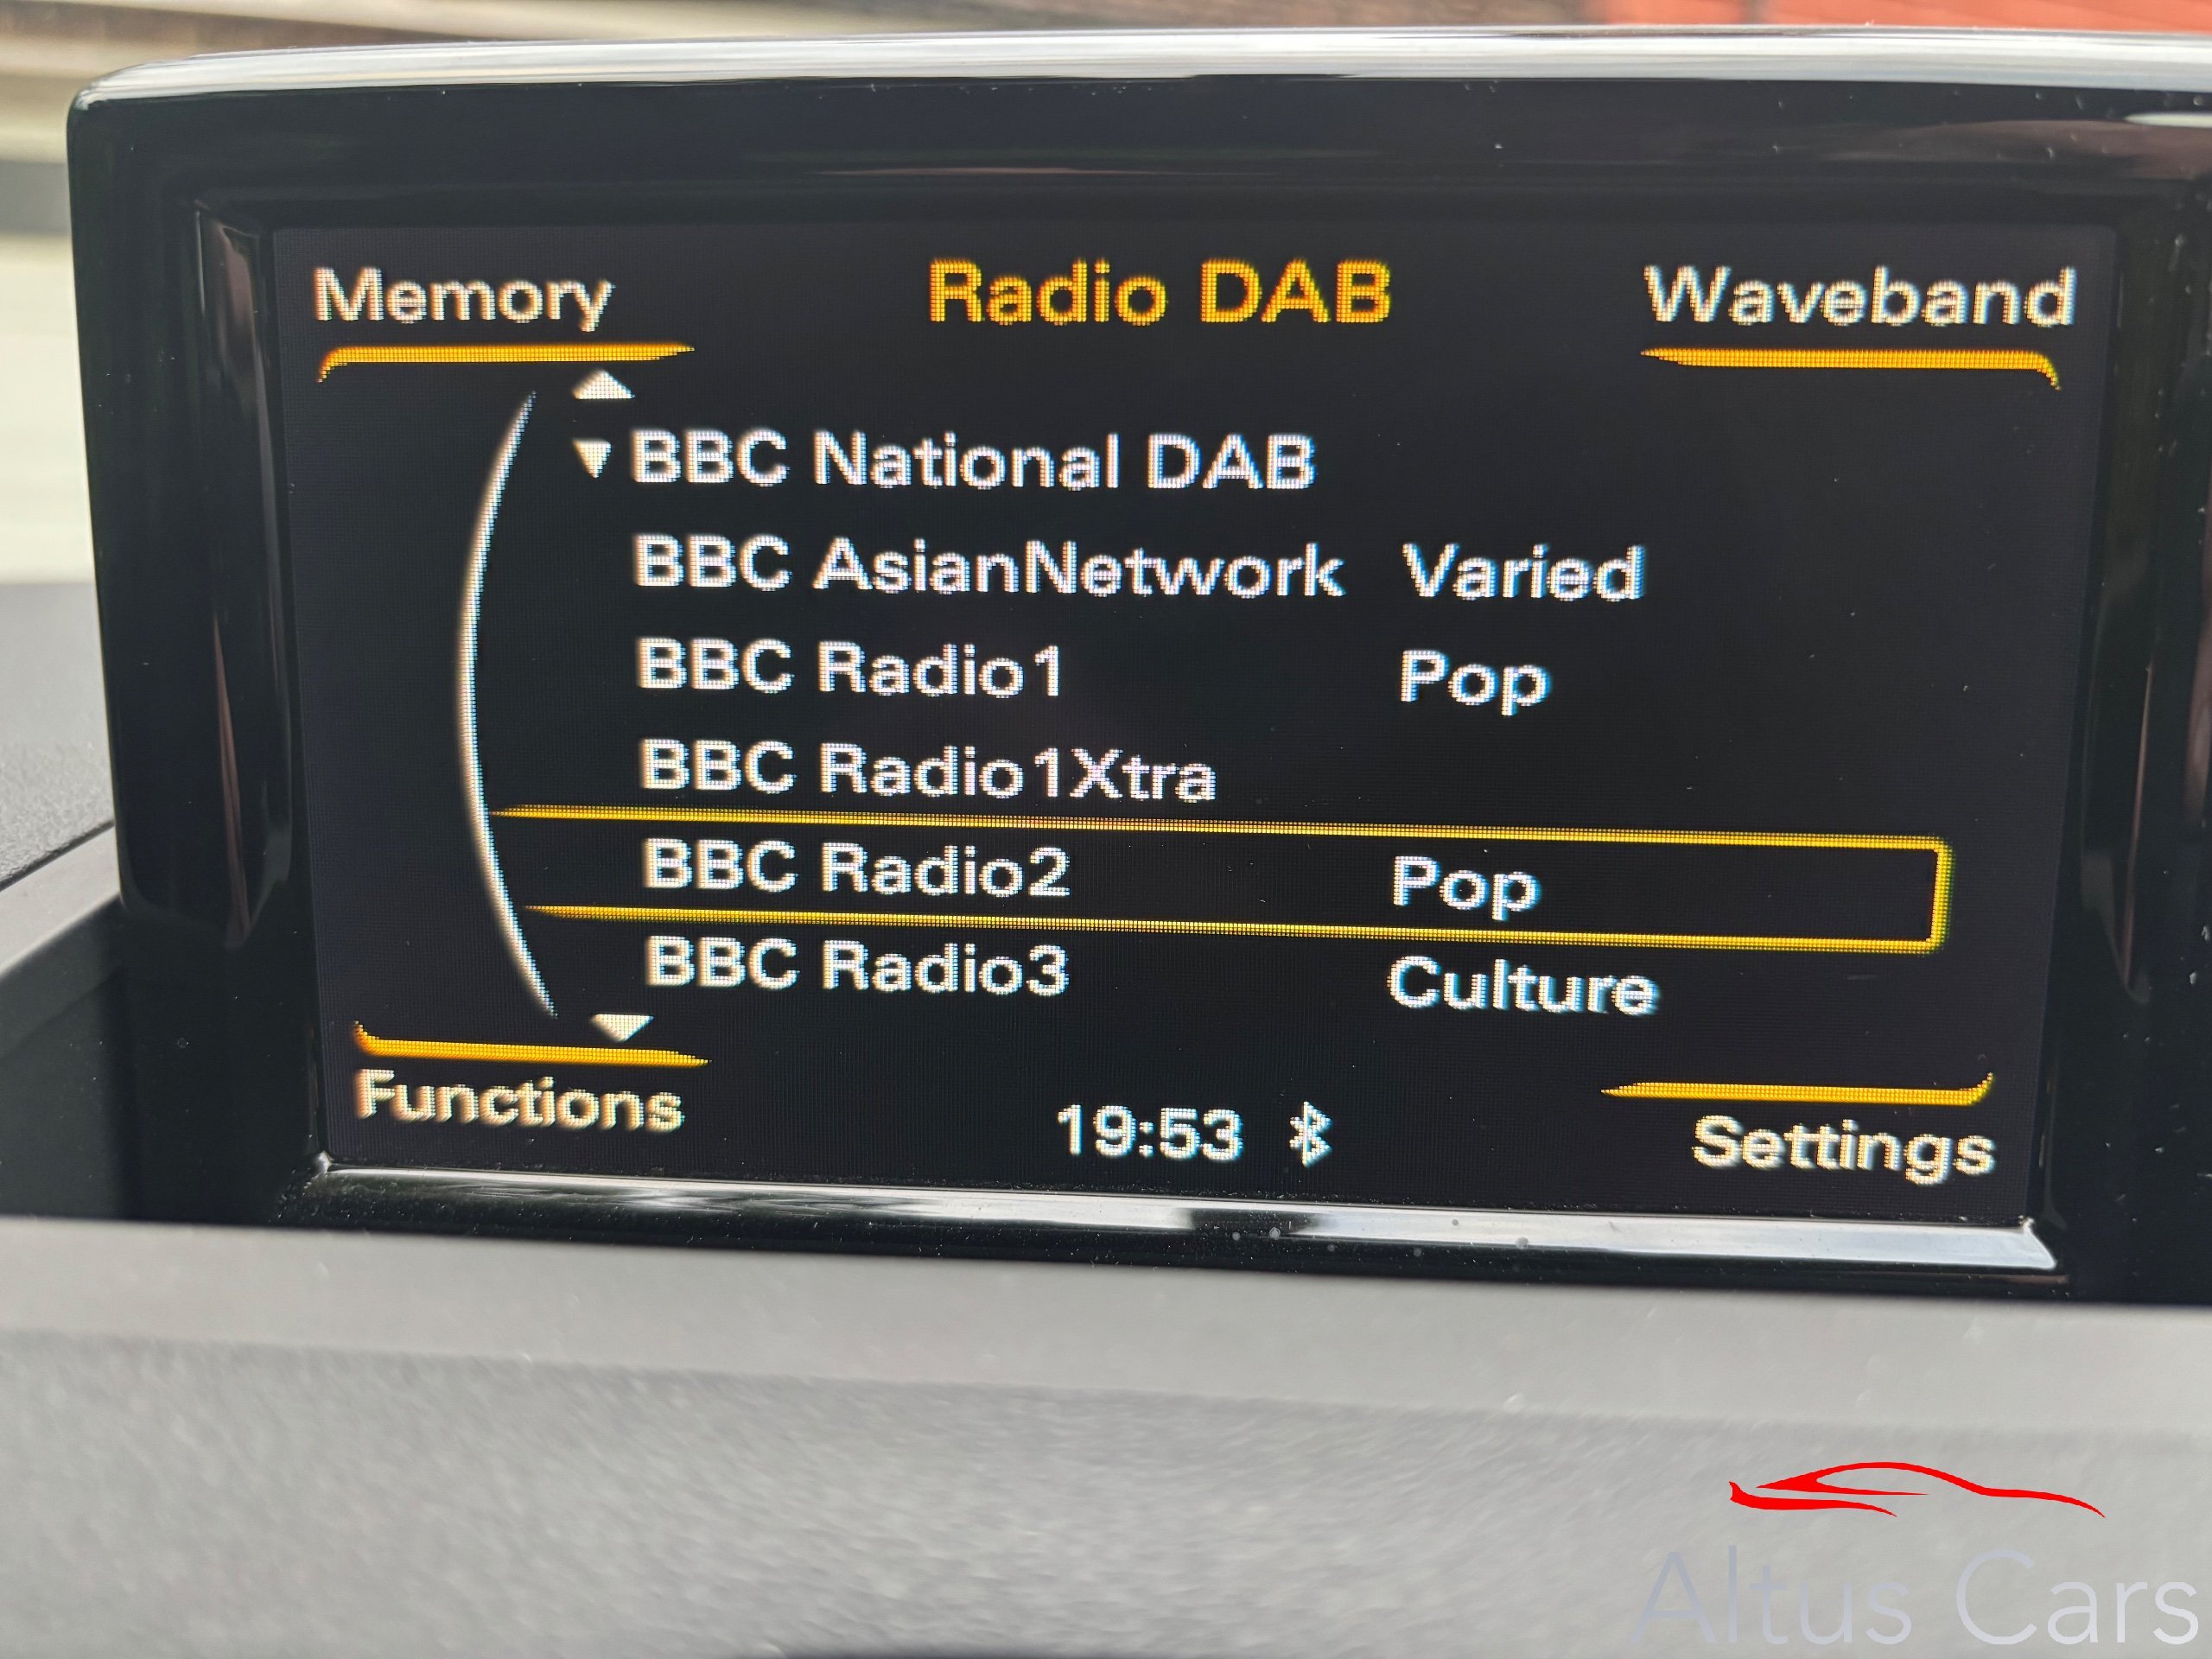 Memory Radio DAB Waveband
BBC National DAB
BBC AsianNetwork Varied
BBC Radio1 Pop
BBC Radio1Xtra
BBC Radio2 Pop
BBC Radio3 Culture
Functions 19:53 Settings
Altus Cars